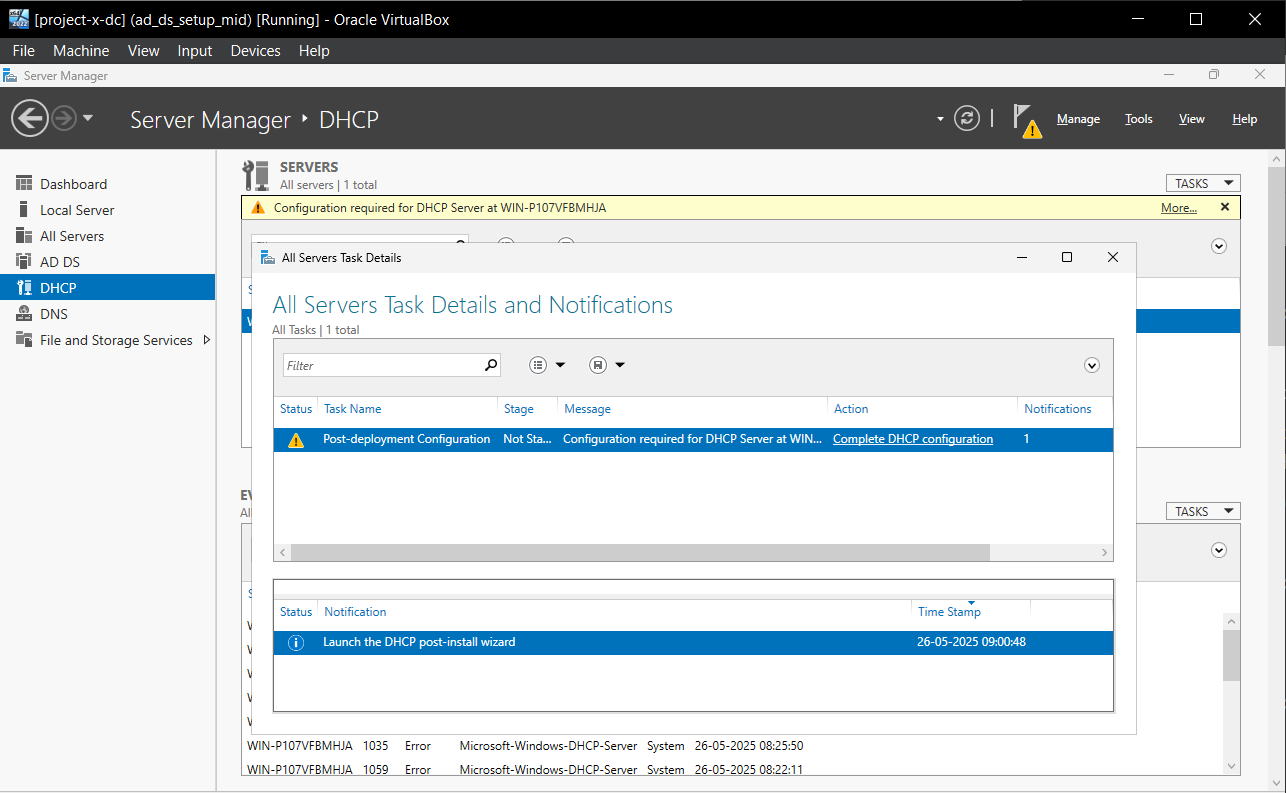 [project-x-dc] (ad_ds_setup_mid) [Running] - Oracle VirtualBox
File Machine View Input Devices Help
Server Manager
Server Manager DHCP
Manage Tools View Help
Dashboard
Local Server
All Servers
AD DS
DHCP
DNS
File and Storage Services
SERVERS
All servers | 1 total
TASKS
Configuration required for DHCP Server at WIN-P107VFBMHJA
More...
All Servers Task Details
All Servers Task Details and Notifications
All Tasks | 1 total
Filter
Status Task Name Stage Message Action Notifications
Post-deployment Configuration Not Sta... Configuration required for DHCP Server at WIN... Complete DHCP configuration 1
TASKS
Status Notification Time Stamp
Launch the DHCP post-install wizard 26-05-2025 09:00:48
WIN-P107VFBMHJA 1035 Error Microsoft-Windows-DHCP-Server System 26-05-2025 08:25:50
WIN-P107VFBMHJA 1059 Error Microsoft-Windows-DHCP-Server System 26-05-2025 08:22:11